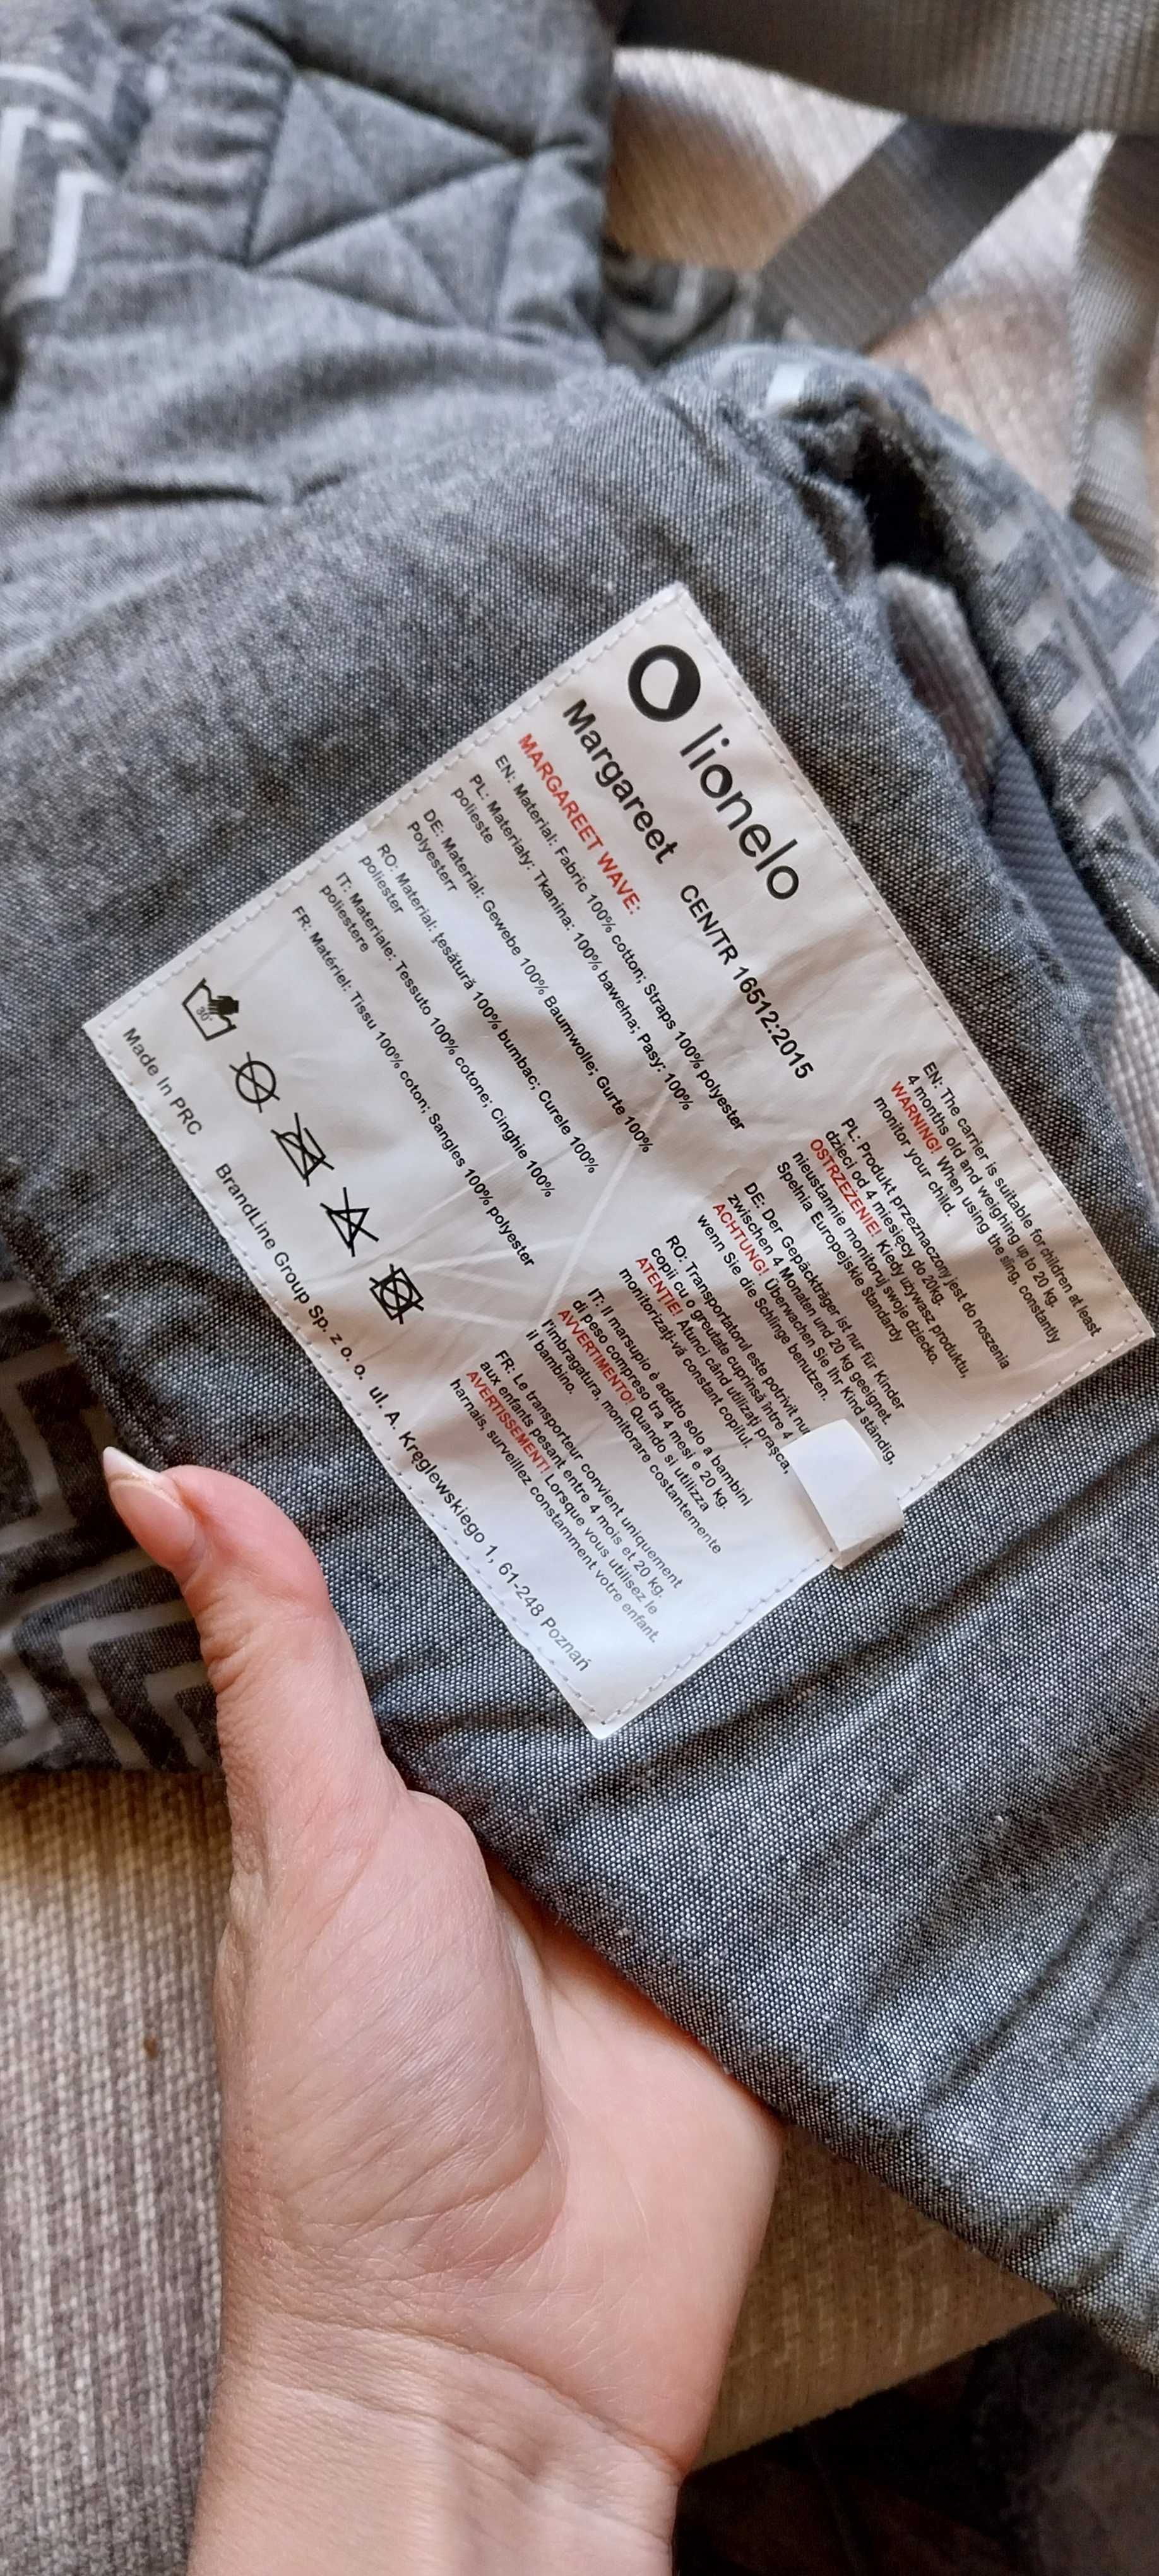 lionelo
Margareet CEN/TR 16512:2015
MARGAREET WAVE:
EN: Material: Fabric 100% cotton; Straps 100% polyester
PL: Materiały: Tkanina: 100% bawełna; Pasy: 100%
polieste
DE: Material: Gewebe 100% Baumwolle; Gurte 100%
Polyesterr
RO: Material: țesătură 100% bumbac; Curele 100%
poliester
IT: Materiale: Tessuto 100% cotone; Cinghie 100%
poliestere
FR: Matériel: Tissu 100% coton; Sangles 100% polyester
30°
EN: The carrier is suitable for children at least
4 months old and weighing up to 20 kg.
WARNING! When using the sling, constantly
monitor your child.
PL: Produkt przeznaczony jest do noszenia
dzieci od 4 miesięcy do 20kg.
OSTRZEŻENIE! Kiedy używasz produktu,
nieustannie monitoruj swoje dziecko.
Spełnia Europejskie Standardy
DE: Der Gepäckträger ist nur für Kinder
zwischen 4 Monaten und 20 kg geeignet.
ACHTUNG! Überwachen Sie Ihr Kind ständig,
wenn Sie die Schlinge benutzen.
RO: Transportatorul este potrivit
copii cu o greutate cuprinsă între 4
ATENȚIE! Atunci când utilizați prașca,
monitorizați-vă constant copilul.
IT: Il marsupio è adatto solo a bambini
di peso compreso tra 4 mesi e 20 kg.
AVVERTIMENTO! Quando si utilizza
l'imbragatura, monitorare costantemente
il bambino.
FR: Le transporteur convient uniquement
aux enfants pesant entre 4 mois et 20 kg.
AVERTISSEMENT! Lorsque vous utilisez le
harnais, surveillez constamment votre enfant.
Made In PRC BrandLine Group Sp. z o. o. ul. A. Kręglewskiego 1, 61-248 Poznań